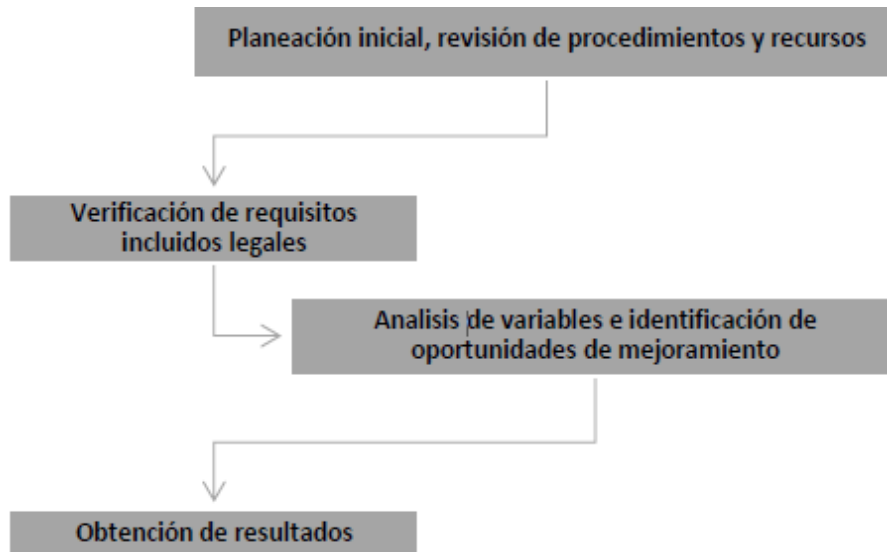 Planeación inicial, revisión de procedimientos y recursos
Verificación de requisitos
incluidos legales
Analisis de variables e identificación de
oportunidades de mejoramiento
Obtención de resultados